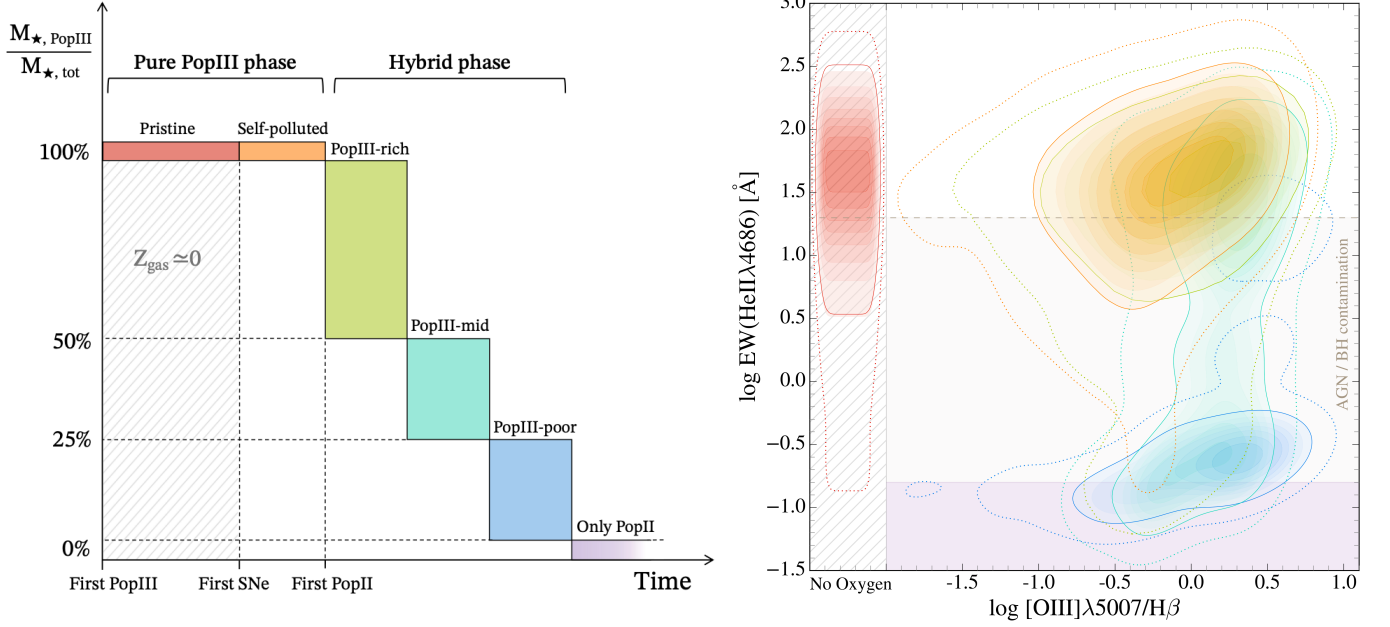 M★, PopIII
M★, tot
Pure PopIII phase
Hybrid phase
Pristine
Self-polluted
PopIII-rich
100%
Zgas≃0
PopIII-mid
50%
PopIII-poor
25%
Only PopII
0%
First PopIII
First SNe
First PopII
Time
3.0
2.5
2.0
1.5
1.0
0.5
0.0
−0.5
−1.0
−1.5
log EW(HeIIλ4686) [Å]
AGN / BH contamination
No Oxygen
-1.5
-1.0
-0.5
0.0
0.5
1.0
log [OIII]λ5007/Hβ